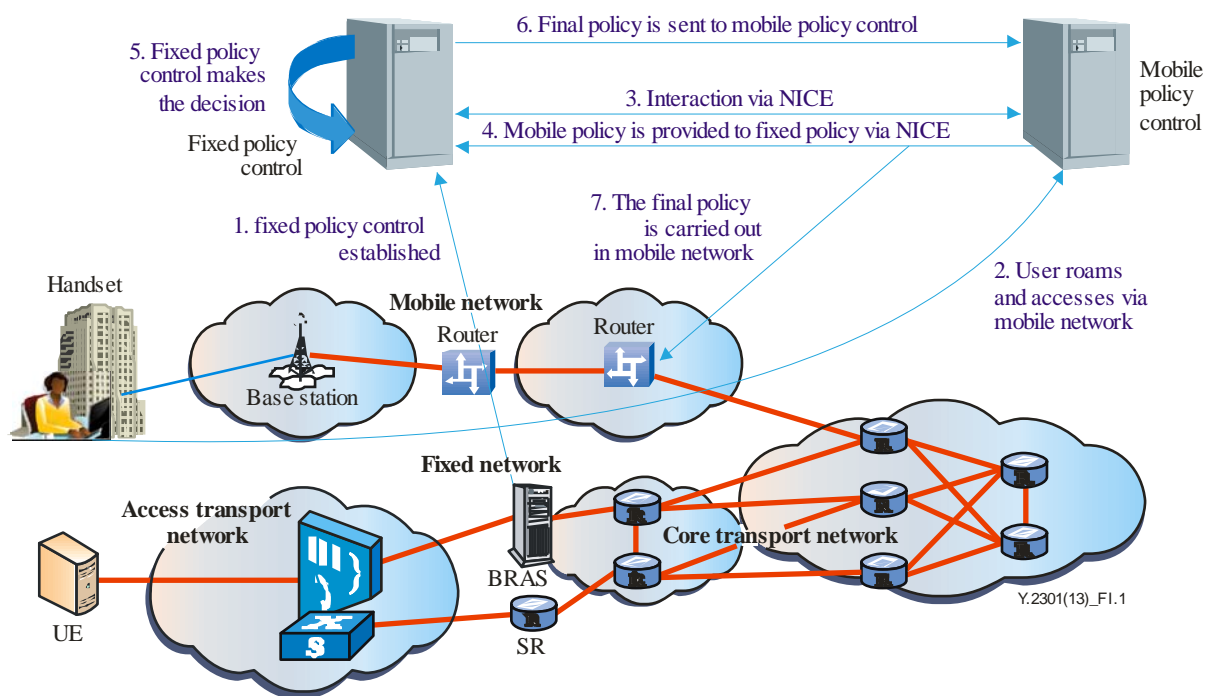 6. Final policy is sent to mobile policy control
5. Fixed policy
control makes
the decision
Fixed policy
control
3. Interaction via NICE
4. Mobile policy is provided to fixed policy via NICE
Mobile
policy
control
1. fixed policy control
established
7. The final policy
is carried out
in mobile network
2. User roams
and accesses via
mobile network
Handset
Mobile network
Router
Router
Base station
Fixed network
Access transport
network
Core transport network
BRAS
UE
SR
S
R
R
R
R
R
R
Y.2301(13)_FI.1